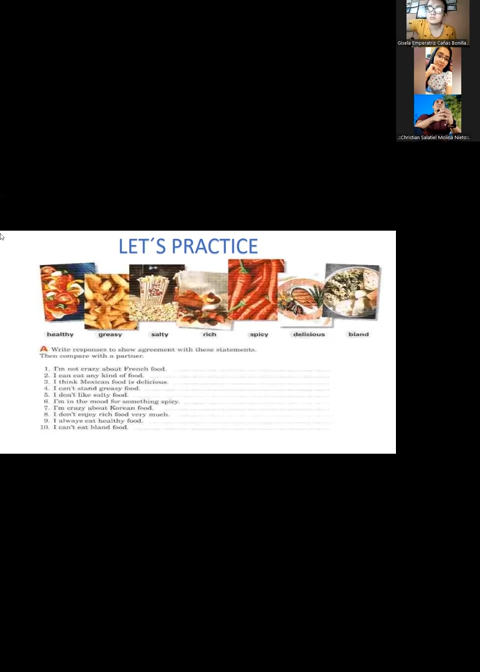 Gisela Emperatriz Cañas Bonilla..
::Christian Salatiel Molina Nieto::
LET´S PRACTICE
healthy greasy salty rich spicy delicious bland
A Write responses to show agreement with these statements.
Then compare with a partner.
1. I'm not crazy about French food.
2. I can eat any kind of food.
3. I think Mexican food is delicious.
4. I can't stand greasy food.
5. I don't like salty food.
6. I'm in the mood for something spicy.
7. I'm crazy about Korean food.
8. I don't enjoy rich food very much.
9. I always eat healthy food.
10. I can't eat bland food.